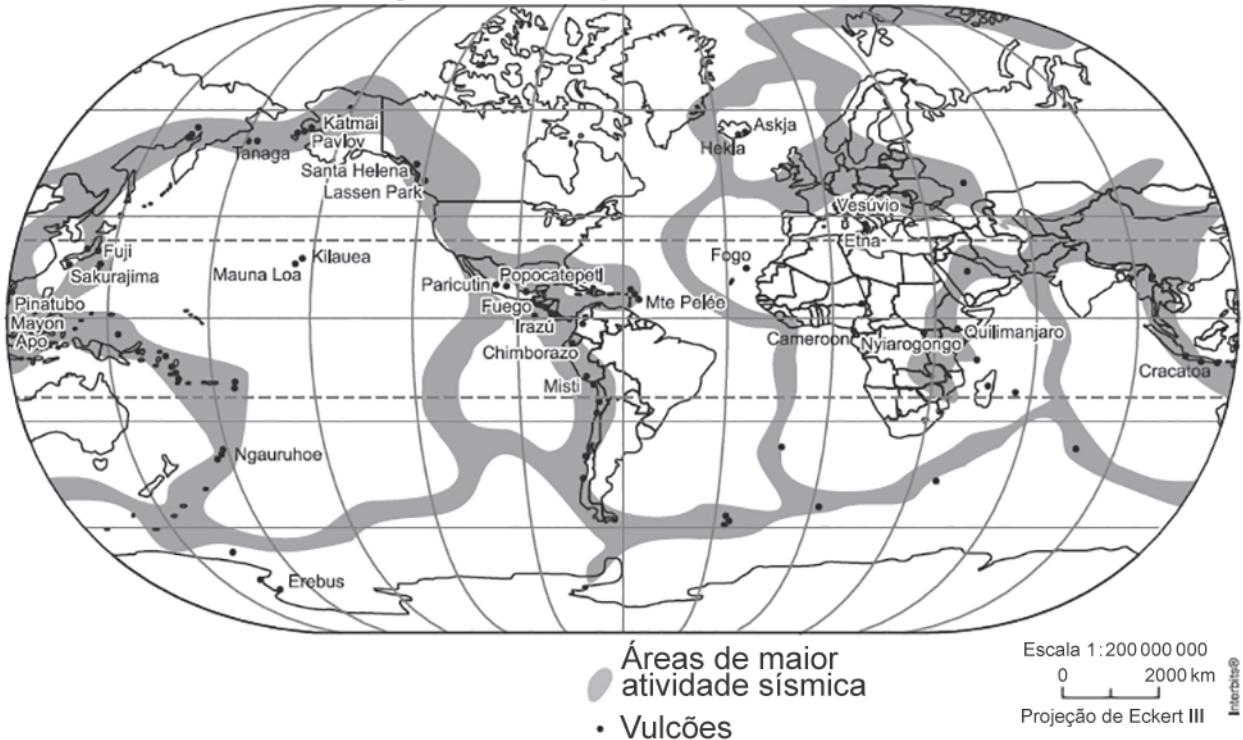 Askja
Hekla
Katmai
Pavlov
Tanaga
Santa Helena
Lassen Park
Vesúvio
Etna
Fuji
Sakurajima
Kilauea
Mauna Loa
Fogo
Paricutin
Popocatepetl
Mte Pelée
Fuego
Irazú
Pinatubo
Mayon
Apo
Chimborazo
Cameroon
Nyiarogongo
Quilimanjaro
Misti
Cracatoa
Ngauruhoe
Erebus
Áreas de maior
atividade sísmica
Vulcões
Escala 1:200 000 000
0 2000 km
Projeção de Eckert III
Interbits®